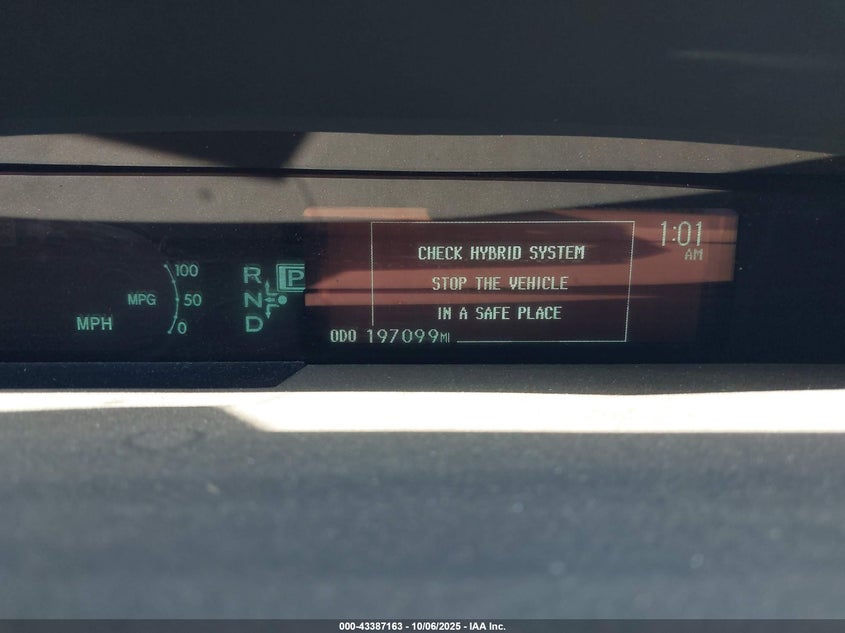 100
MPG 50
MPH 0
R P
N
D
CHECK HYBRID SYSTEM
STOP THE VEHICLE
IN A SAFE PLACE
ODO 197099MI
1:01
AM
000-43387163 - 10/06/2025 - IAA Inc.